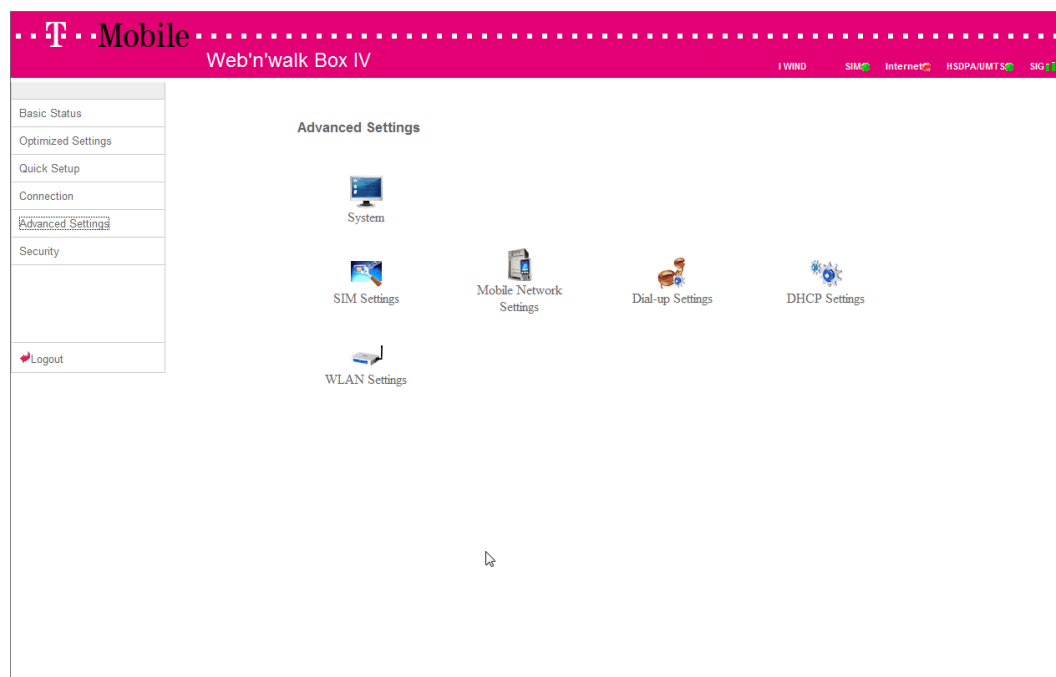 T Mobile
Web'n'walk Box IV
I WIND SIM Internet HSDPA/UMTS SIG
Basic Status
Optimized Settings
Quick Setup
Connection
Advanced Settings
Security
Logout
Advanced Settings
System
SIM Settings
Mobile Network
Settings
Dial-up Settings
DHCP Settings
WLAN Settings